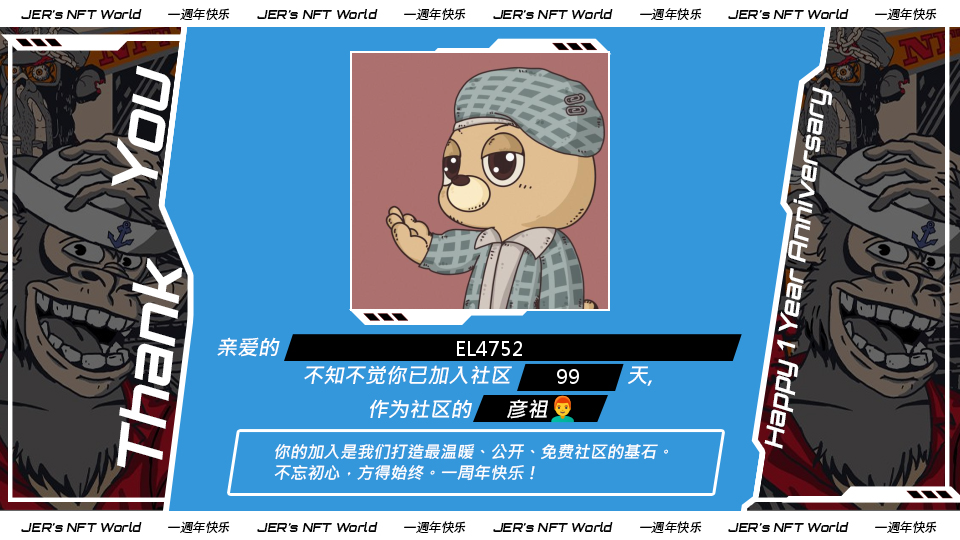 JER's NFT World 一週年快乐 JER's NFT World 一週年快乐 JER's NFT World 一週年快乐 JER's NFT World 一週年快乐
Thank You
Happy 1 Year Anniversary
亲爱的 EL4752
不知不觉你已加入社区 99 天,
作为社区的 彦祖👨‍🦰
你的加入是我们打造最温暖、公开、免费社区的基石。
不忘初心，方得始终。一周年快乐！
JER's NFT World 一週年快乐 JER's NFT World 一週年快乐 JER's NFT World 一週年快乐 JER's NFT World 一週年快乐